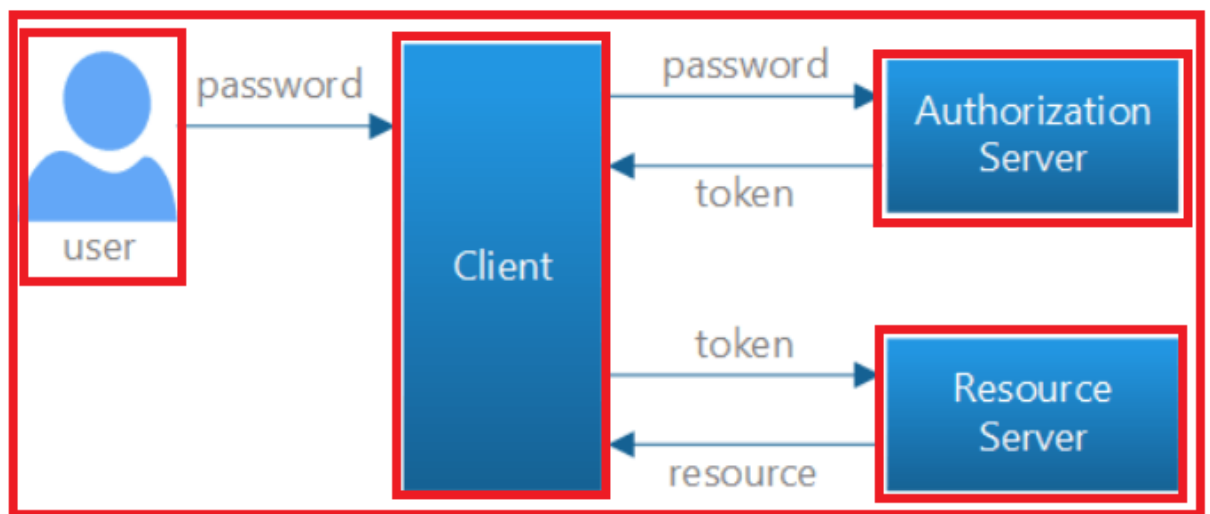 password
user
Client
password
token
Authorization
Server
token
resource
Resource
Server